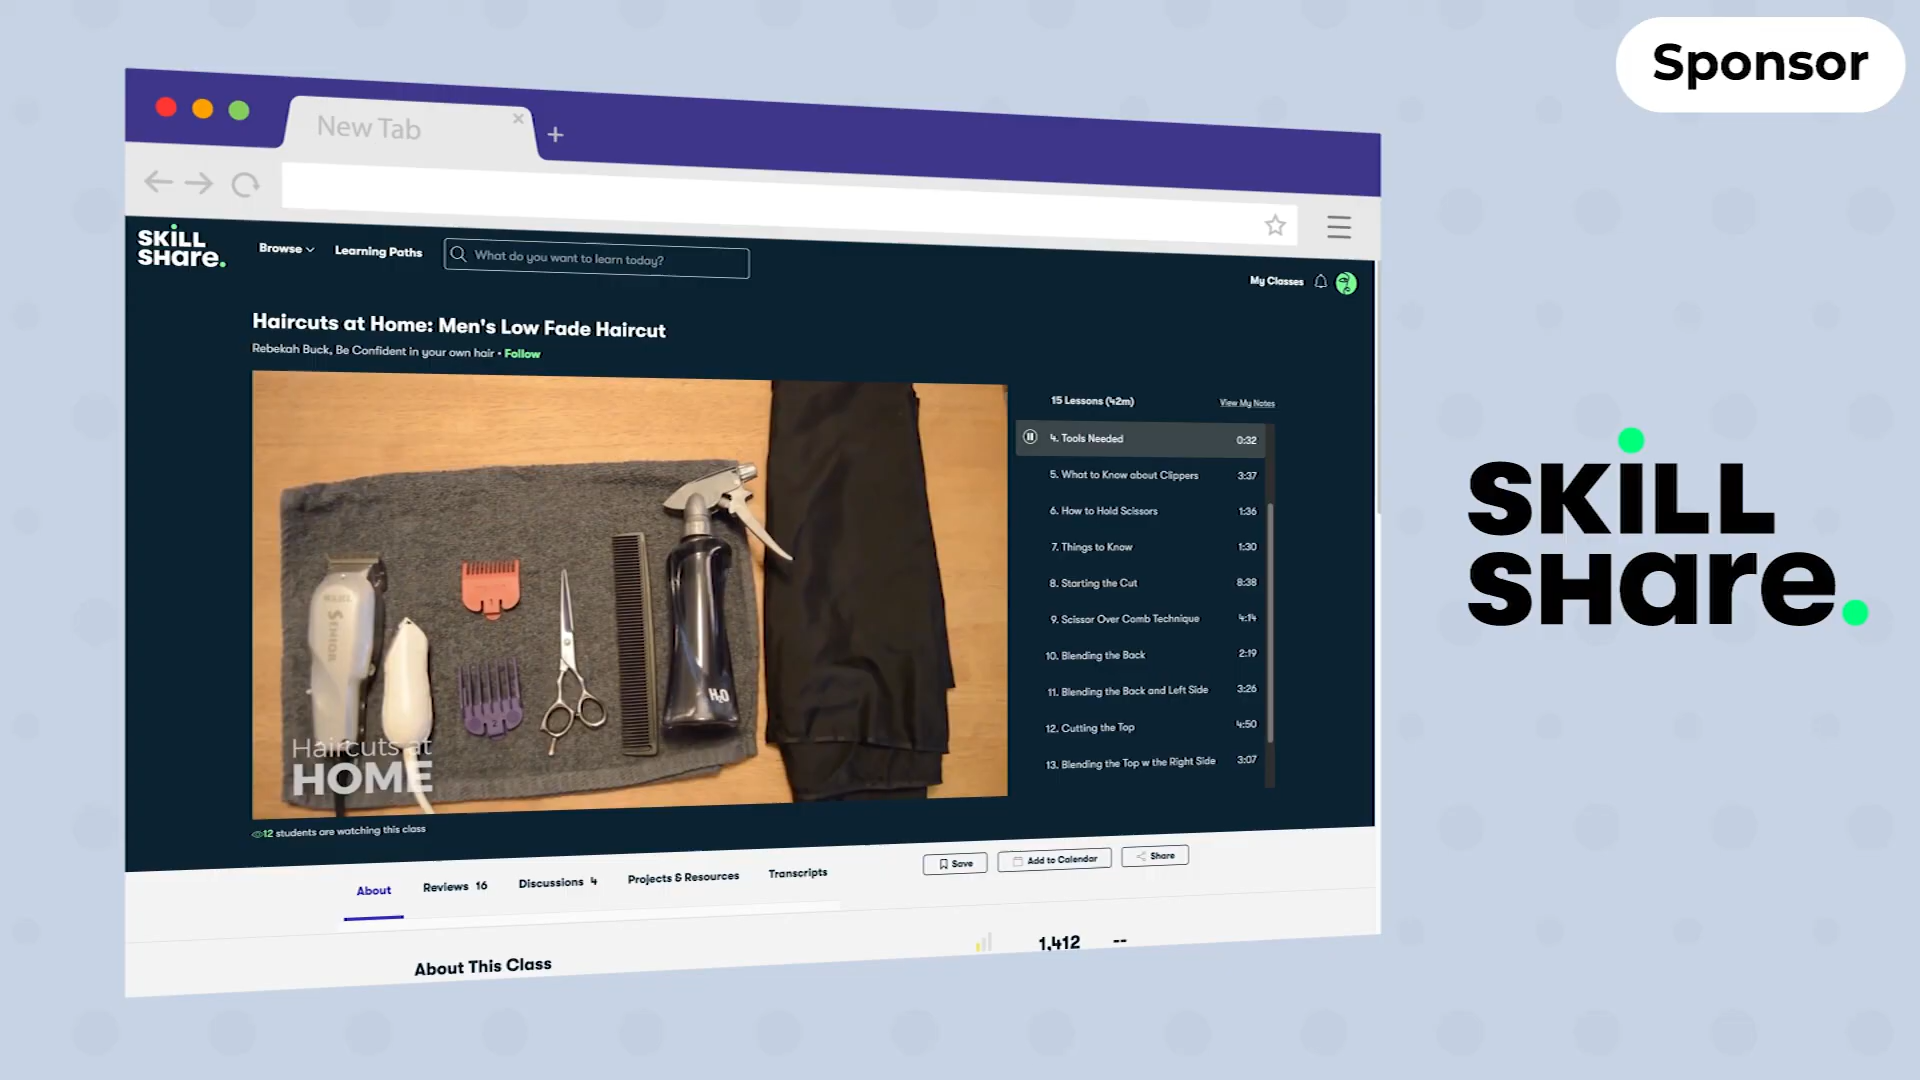 Sponsor
New Tab
SKILL
SHare.
Browse
Learning Paths
What do you want to learn today?
My Classes
Haircuts at Home: Men's Low Fade Haircut
Rebekah Buck, Be Confident in your own hair • Follow
15 Lessons (42m)
View My Notes
4. Tools Needed 0:32
5. What to Know about Clippers 3:37
6. How to Hold Scissors 1:36
7. Things to Know 1:30
8. Starting the Cut 8:38
9. Scissor Over Comb Technique 4:14
10. Blending the Back 2:19
11. Blending the Back and Left Side 3:26
12. Cutting the Top 4:50
13. Blending the Top w the Right Side 3:07
SENIOR
2
H2O
Haircuts at
HOME
12 students are watching this class
About
Reviews 16
Discussions 4
Projects & Resources
Transcripts
Save
Add to Calendar
Share
About This Class
1,412 --
SKILL
SHare.